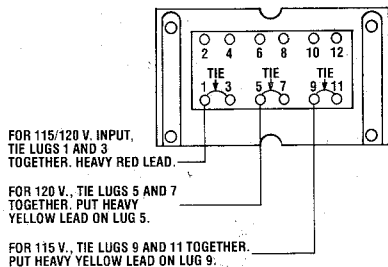 2 4 6 8 10 12
TIE TIE TIE
1 3 5 7 9 11
FOR 115/120 V. INPUT,
TIE LUGS 1 AND 3
TOGETHER. HEAVY RED LEAD.
FOR 120 V., TIE LUGS 5 AND 7
TOGETHER. PUT HEAVY
YELLOW LEAD ON LUG 5.
FOR 115 V., TIE LUGS 9 AND 11 TOGETHER.
PUT HEAVY YELLOW LEAD ON LUG 9.